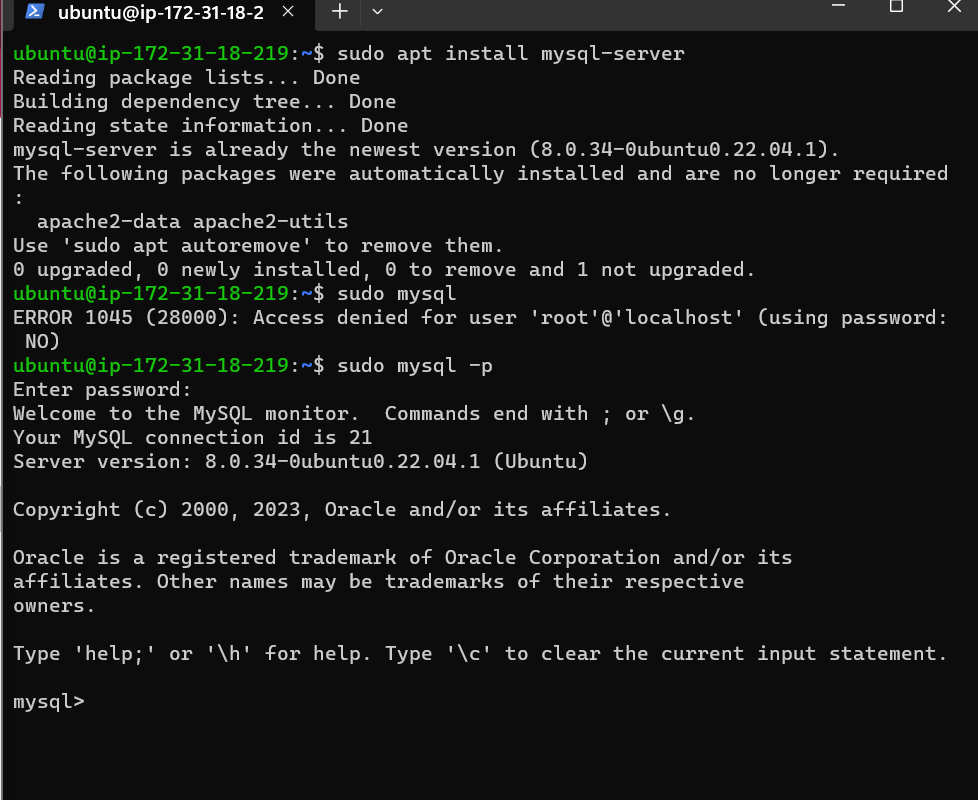 ubuntu@ip-172-31-18-2
ubuntu@ip-172-31-18-219:~$ sudo apt install mysql-server
Reading package lists... Done
Building dependency tree... Done
Reading state information... Done
mysql-server is already the newest version (8.0.34-0ubuntu0.22.04.1).
The following packages were automatically installed and are no longer required
:
  apache2-data apache2-utils
Use 'sudo apt autoremove' to remove them.
0 upgraded, 0 newly installed, 0 to remove and 1 not upgraded.
ubuntu@ip-172-31-18-219:~$ sudo mysql
ERROR 1045 (28000): Access denied for user 'root'@'localhost' (using password:
 NO)
ubuntu@ip-172-31-18-219:~$ sudo mysql -p
Enter password:
Welcome to the MySQL monitor.  Commands end with ; or \g.
Your MySQL connection id is 21
Server version: 8.0.34-0ubuntu0.22.04.1 (Ubuntu)

Copyright (c) 2000, 2023, Oracle and/or its affiliates.

Oracle is a registered trademark of Oracle Corporation and/or its
affiliates. Other names may be trademarks of their respective
owners.

Type 'help;' or '\h' for help. Type '\c' to clear the current input statement.

mysql>